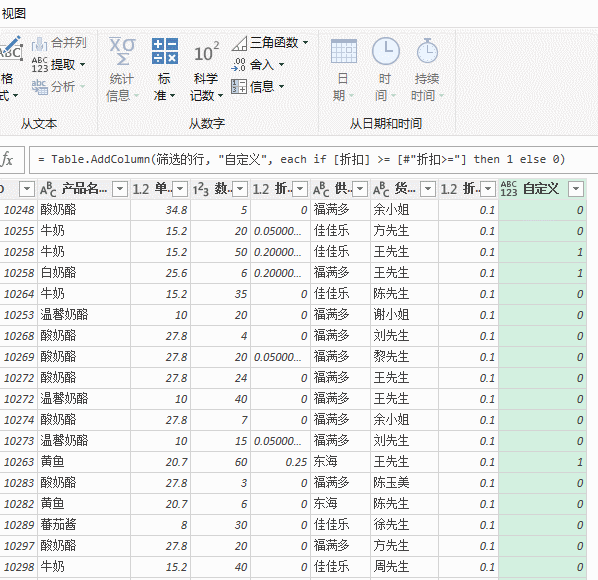 视图
ABC
格
式
合并列
ABC
123 提取
abc 分析
从文本
XΣ
统计
信息
标
准
10²
科学
记数
三角函数
.00 舍入
信息
从数字
日
期
时
间
持续
时间
从日期和时间
fx = Table.AddColumn(筛选的行, "自定义", each if [折扣] >= [#"折扣>="] then 1 else 0)
D ABC 产品名... 1.2 单... 123 数... 1.2 折... ABC 供... ABC 货... 1.2 折... ABC 123 自定义
10248 酸奶酪 34.8 5 0 福满多 余小姐 0.1 0
10255 牛奶 15.2 20 0.05000... 佳佳乐 方先生 0.1 0
10258 牛奶 15.2 50 0.20000... 佳佳乐 王先生 0.1 1
10258 白奶酪 25.6 6 0.20000... 福满多 王先生 0.1 1
10264 牛奶 15.2 35 0 佳佳乐 陈先生 0.1 0
10253 温馨奶酪 10 20 0 福满多 谢小姐 0.1 0
10268 酸奶酪 27.8 4 0 福满多 刘先生 0.1 0
10269 酸奶酪 27.8 20 0.05000... 福满多 黎先生 0.1 0
10272 酸奶酪 27.8 24 0 福满多 王先生 0.1 0
10272 温馨奶酪 10 40 0 福满多 王先生 0.1 0
10274 酸奶酪 27.8 7 0 福满多 余小姐 0.1 0
10273 温馨奶酪 10 15 0.05000... 福满多 刘先生 0.1 0
10263 黄鱼 20.7 60 0.25 东海 王先生 0.1 1
10283 酸奶酪 27.8 3 0 福满多 陈玉美 0.1 0
10282 黄鱼 20.7 6 0 东海 陈先生 0.1 0
10289 蕃茄酱 8 30 0 佳佳乐 徐先生 0.1 0
10297 酸奶酪 27.8 20 0 福满多 方先生 0.1 0
10298 牛奶 15.2 40 0 佳佳乐 周先生 0.1 0